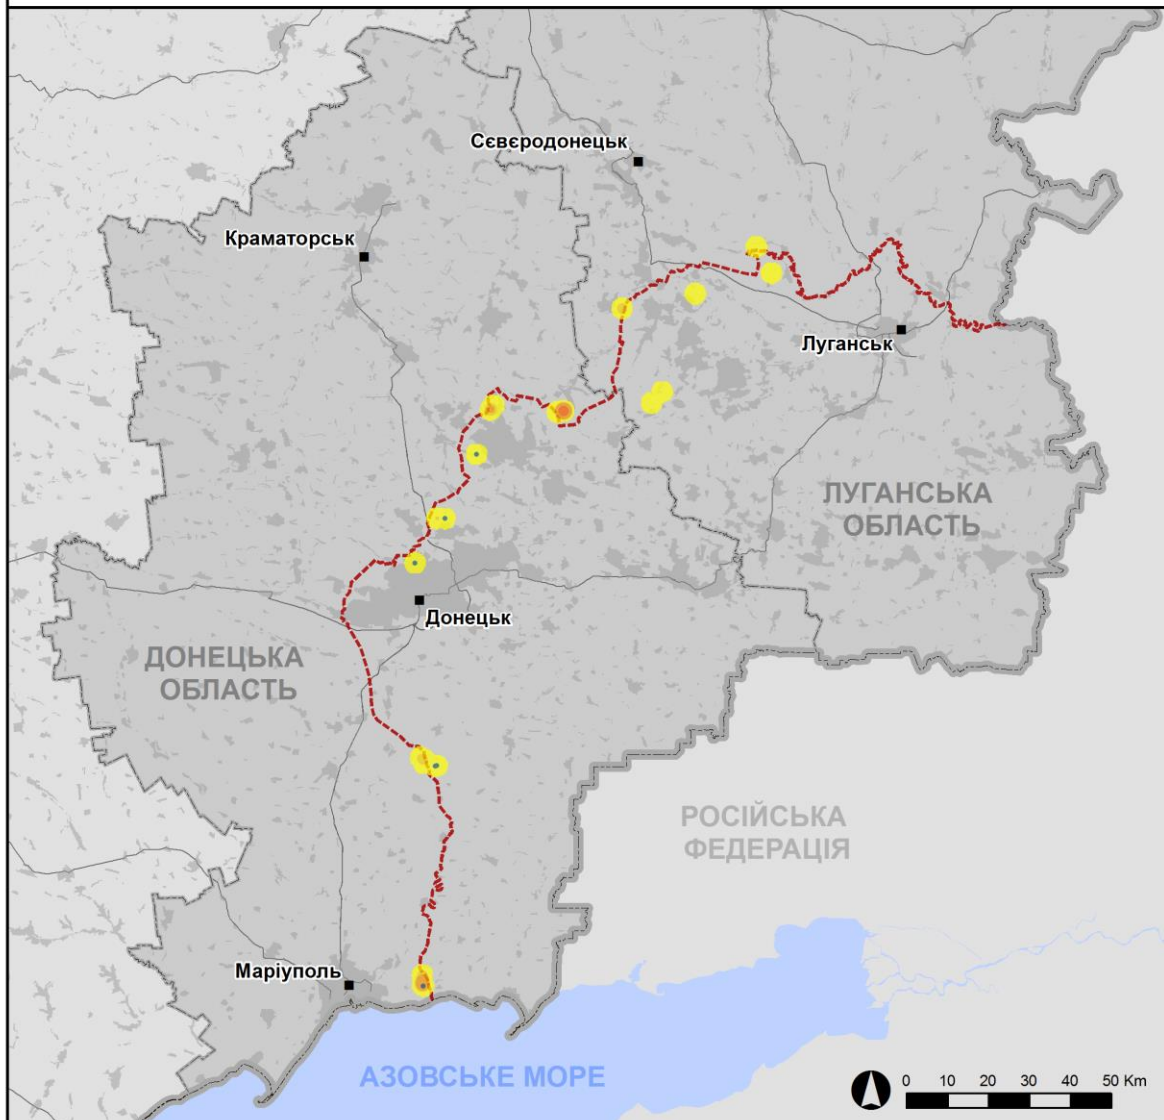 Сєвєродонецьк
Краматорськ
Луганськ
ЛУГАНСЬКА
ОБЛАСТЬ
Донецьк
ДОНЕЦЬКА
ОБЛАСТЬ
РОСІЙСЬКА
ФЕДЕРАЦІЯ
Маріуполь
АЗОВСЬКЕ МОРЕ
0 10 20 30 40 50 Km